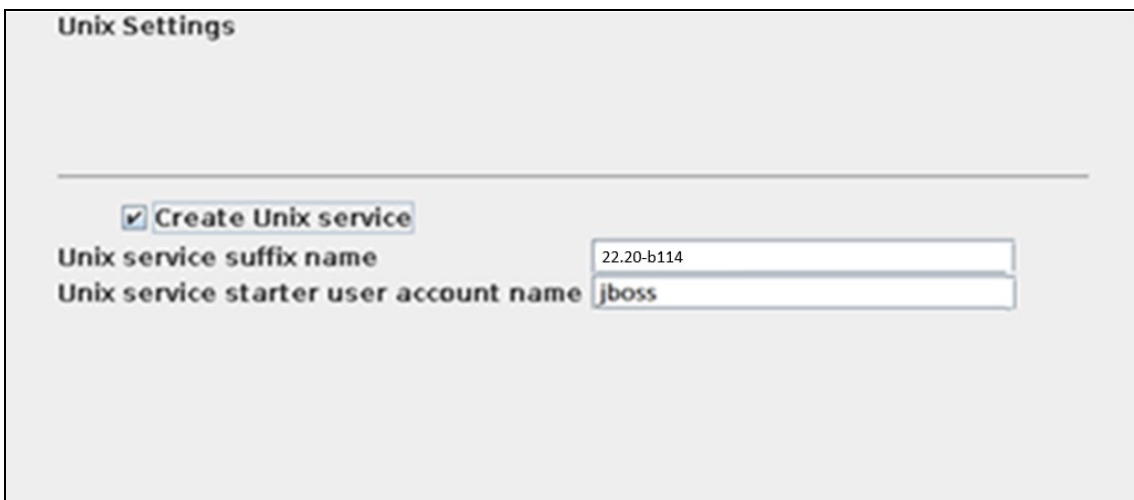 Unix Settings
Create Unix service
Unix service suffix name 22.20-b114
Unix service starter user account name jboss